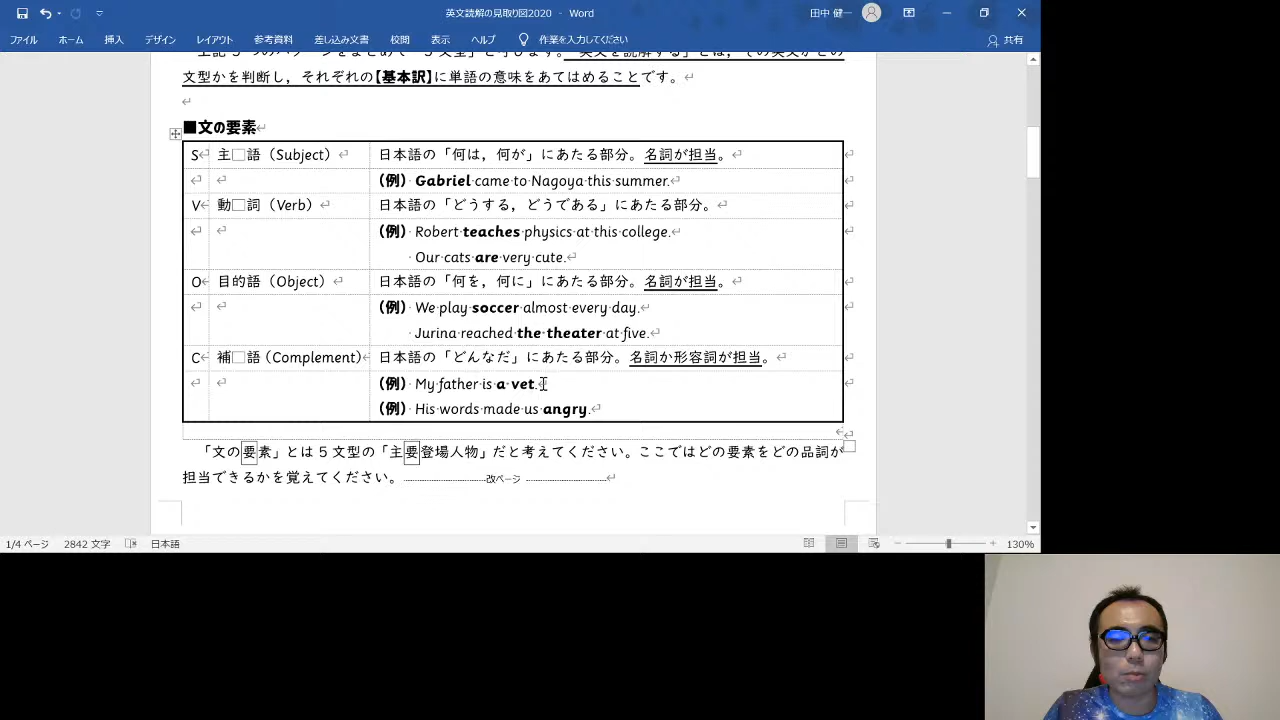 英文読解の見取り図2020 - Word
田中 健一
ファイル ホーム 挿入 デザイン レイアウト 参考資料 差し込み文書 校閲 表示 ヘルプ 作業を入力してください 共有
文型かを判断し，それぞれの【基本訳】に単語の意味をあてはめることです。
■文の要素
S 主□語（Subject） 日本語の「何は，何が」にあたる部分。名詞が担当。
（例） Gabriel came to Nagoya this summer.
V 動□詞（Verb） 日本語の「どうする，どうである」にあたる部分。
（例） Robert teaches physics at this college.
Our cats are very cute.
O 目的語（Object） 日本語の「何を，何に」にあたる部分。名詞が担当。
（例） We play soccer almost every day.
Jurina reached the theater at five.
C 補□語（Complement） 日本語の「どんなだ」にあたる部分。名詞か形容詞が担当。
（例） My father is a vet.
（例） His words made us angry.
「文の要素」とは５文型の「主要登場人物」だと考えてください。ここではどの要素をどの品詞が
担当できるかを覚えてください。 改ページ
1/4 ページ 2842 文字 日本語 130%